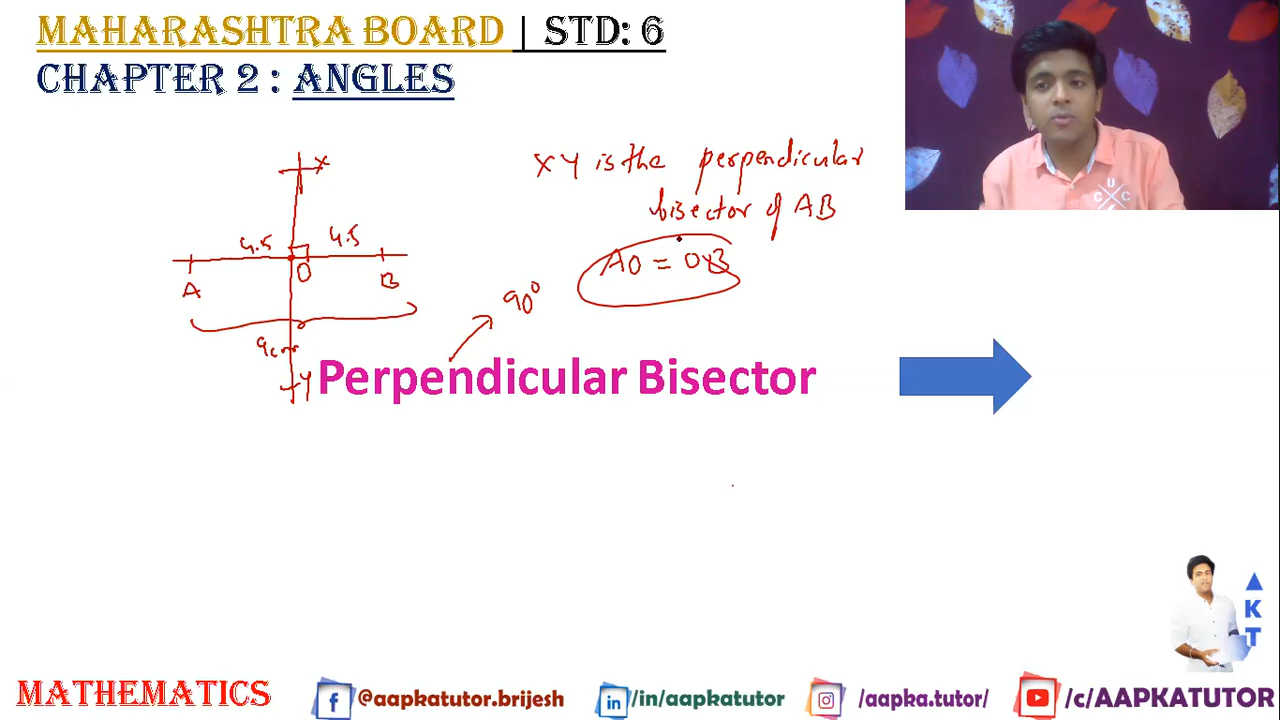 MAHARASHTRA BOARD | STD: 6
CHAPTER 2 : ANGLES
X
XY is the perpendicular
bisector of AB
4.5 4.5
O
A B
AO = OB
90°
9cm
Y
Perpendicular Bisector
UCC
AKT
MATHEMATICS
@aapkatutor.brijesh
/in/aapkatutor
/aapka.tutor/
/c/AAPKATUTOR